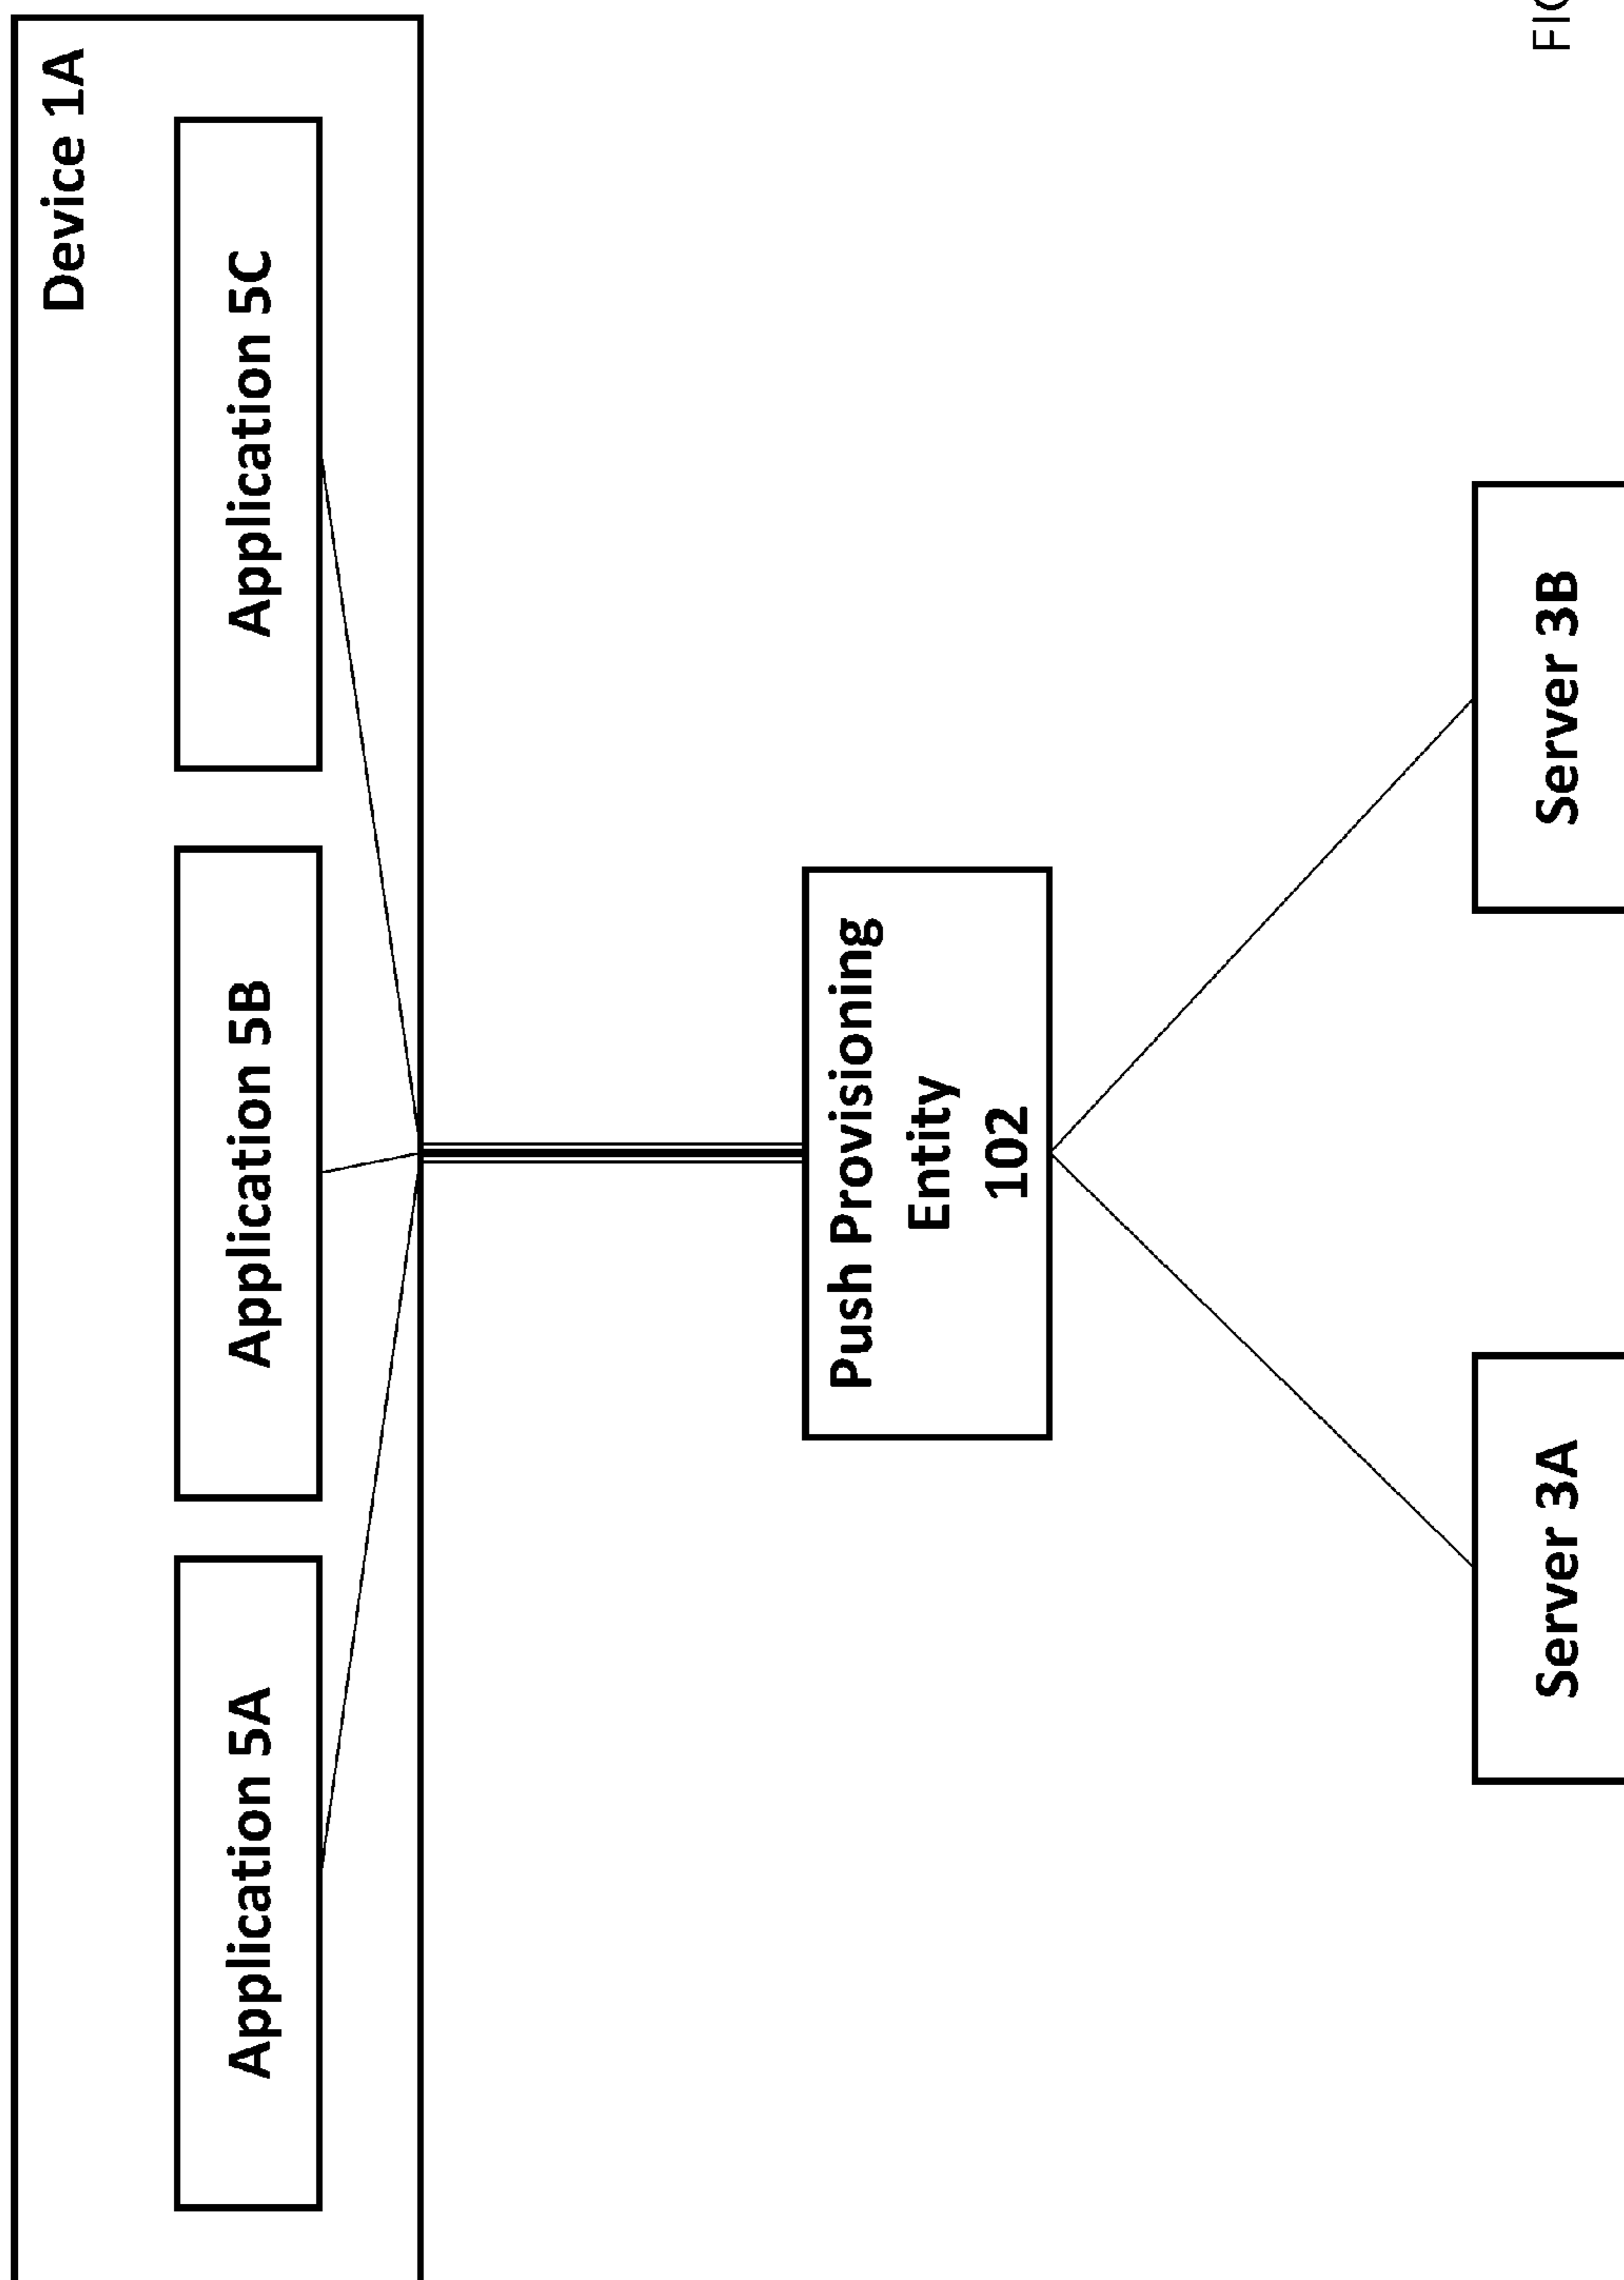 Device 1A
Application 5A
Application 5B
Application 5C
Push Provisioning
Entity
102
Server 3A
Server 3B